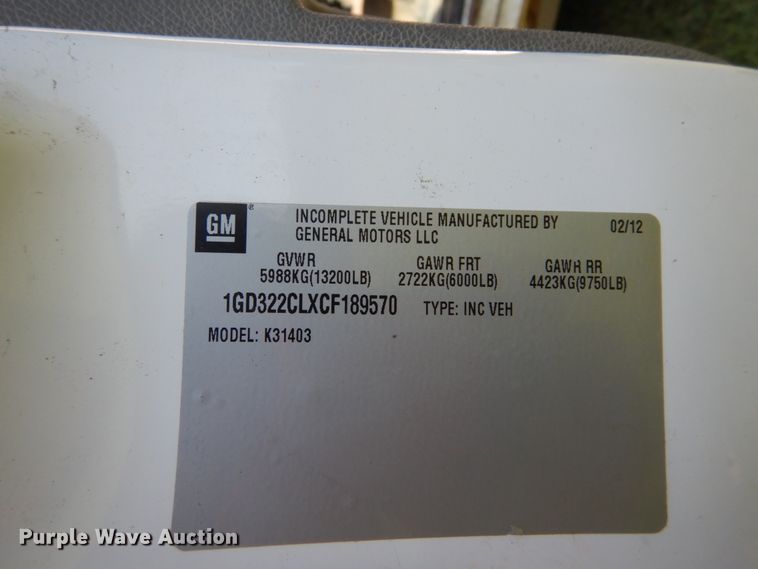 GM ®
INCOMPLETE VEHICLE MANUFACTURED BY 02/12
GENERAL MOTORS LLC
GVWR GAWR FRT GAWR RR
5988KG(13200LB) 2722KG(6000LB) 4423KG(9750LB)
1GD322CLXCF189570 TYPE: INC VEH
MODEL: K31403
Purple Wave Auction